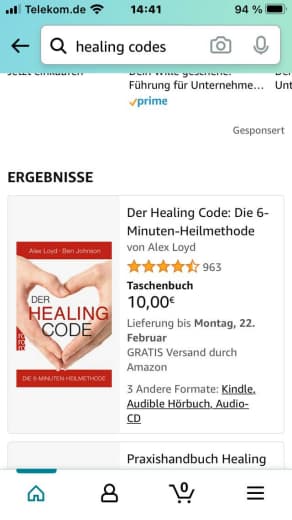 Telekom.de 14:41 94 %
healing codes
Jetzt einkaufen
Dein Wille geschehe:
Führung für Unternehme...
Unt
prime
Gesponsert
ERGEBNISSE
Alex Loyd · Ben Johnson
DER
HEALING
CODE
ro
ro
ro
DIE 6-MINUTEN-HEILMETHODE
Der Healing Code: Die 6-
Minuten-Heilmethode
von Alex Loyd
963
Taschenbuch
10,00€
Lieferung bis Montag, 22.
Februar
GRATIS Versand durch
Amazon
3 Andere Formate: Kindle,
Audible Hörbuch, Audio-
CD
Praxishandbuch Healing
0